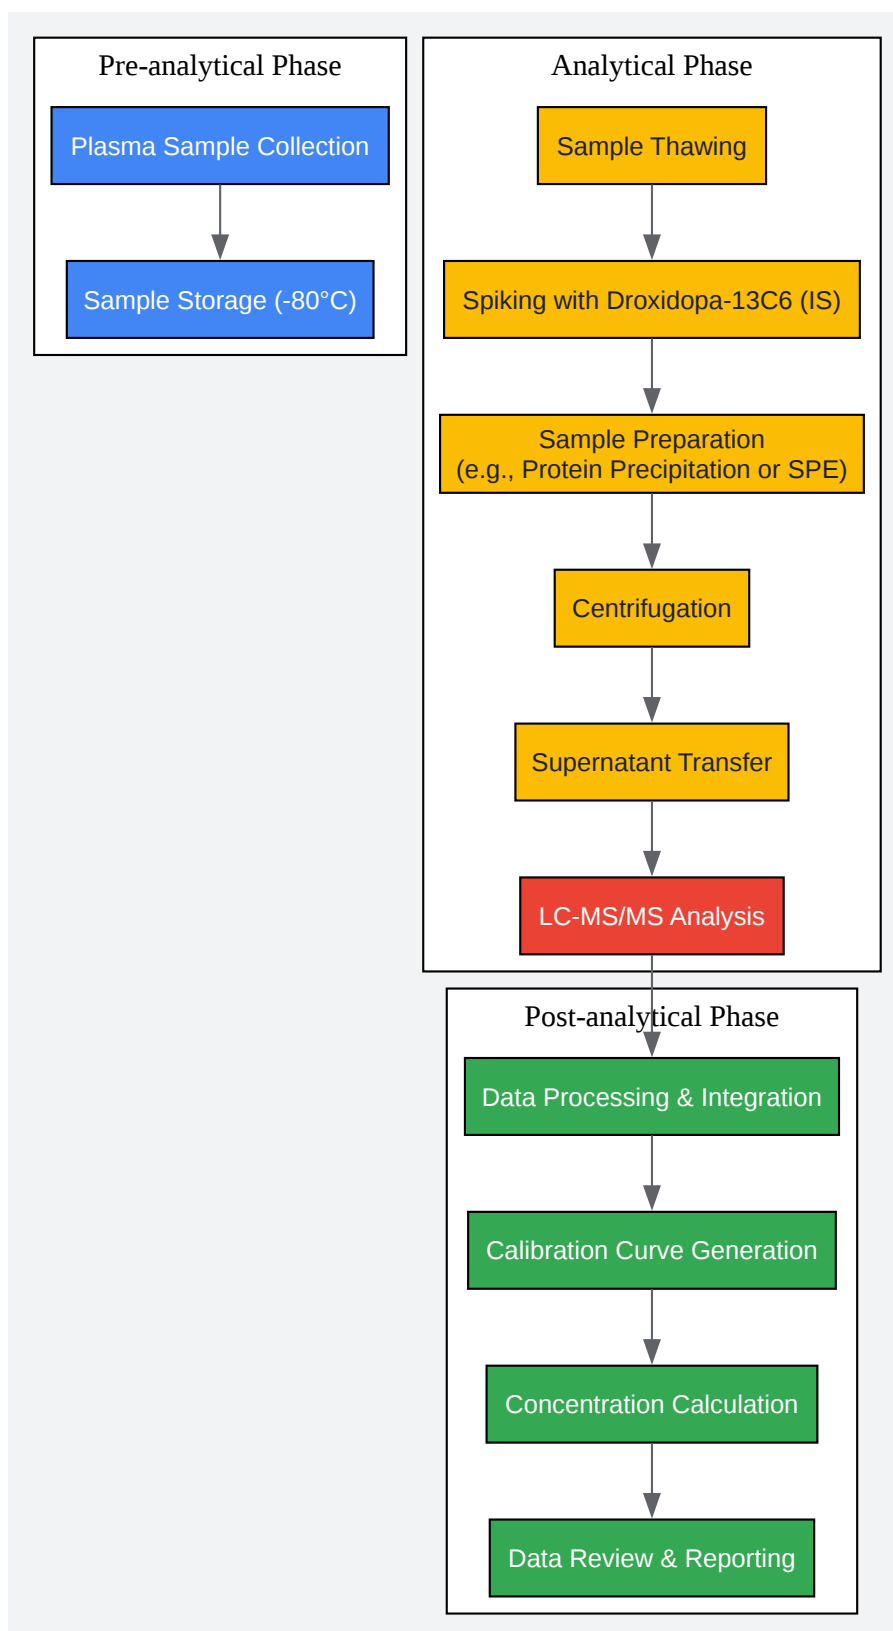 Pre-analytical Phase
Plasma Sample Collection
Sample Storage (-80°C)
Analytical Phase
Sample Thawing
Spiking with Droxidopa-13C6 (IS)
Sample Preparation
(e.g., Protein Precipitation or SPE)
Centrifugation
Supernatant Transfer
LC-MS/MS Analysis
Post-analytical Phase
Data Processing & Integration
Calibration Curve Generation
Concentration Calculation
Data Review & Reporting